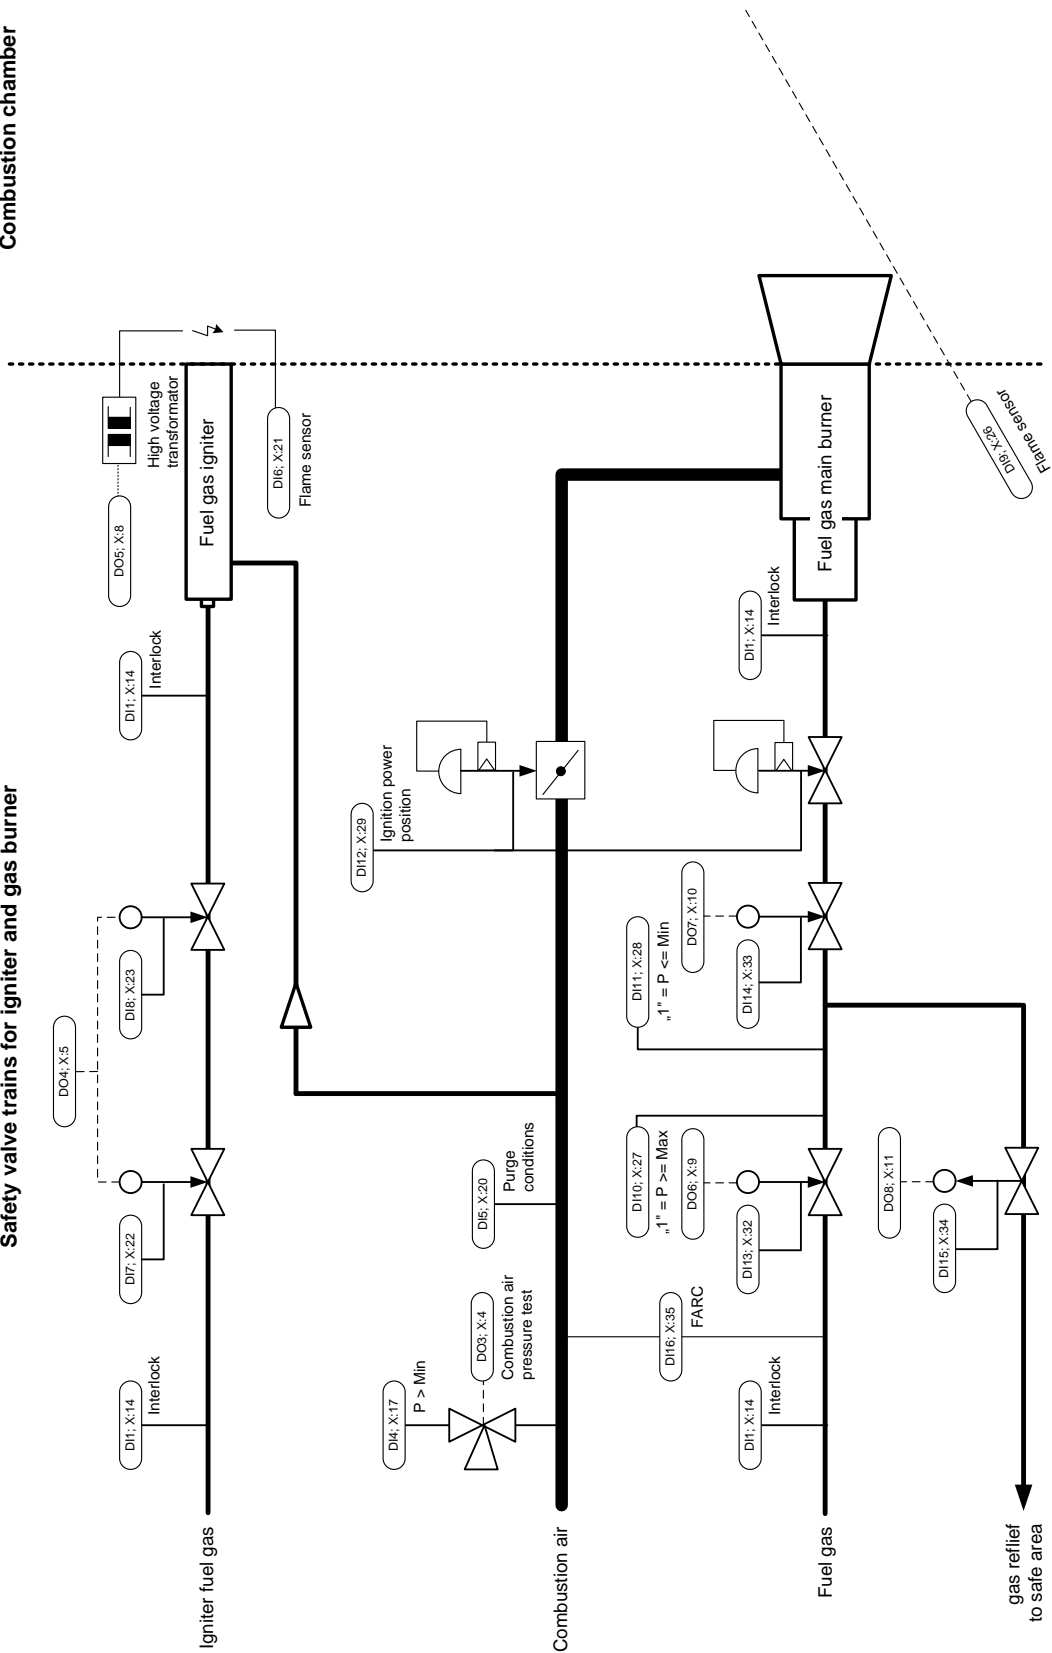 Safety valve trains for igniter and gas burner
Combustion chamber
DO4; X:5
DO5; X:8
High voltage
transformator
DI1; X:14
Interlock
DI7; X:22
DI8; X:23
DI1; X:14
Interlock
Igniter fuel gas
Fuel gas igniter
DI6; X:21
Flame sensor
DI12; X:29
Ignition power
position
DI4; X:17
P > Min
DO3; X:4
Combustion air
pressure test
DI5; X:20
Purge
conditions
Combustion air
DI16; X:35
FARC
DI10; X:27
„1" = P >= Max
DI11; X:28
„1" = P <= Min
DO6; X:9
DO7; X:10
DI1; X:14
Interlock
DI13; X:32
DI14; X:33
DI1; X:14
Interlock
Fuel gas
Fuel gas main burner
DO8; X:11
DI15; X:34
DI9; X:26
Flame sensor
gas reflief
to safe area